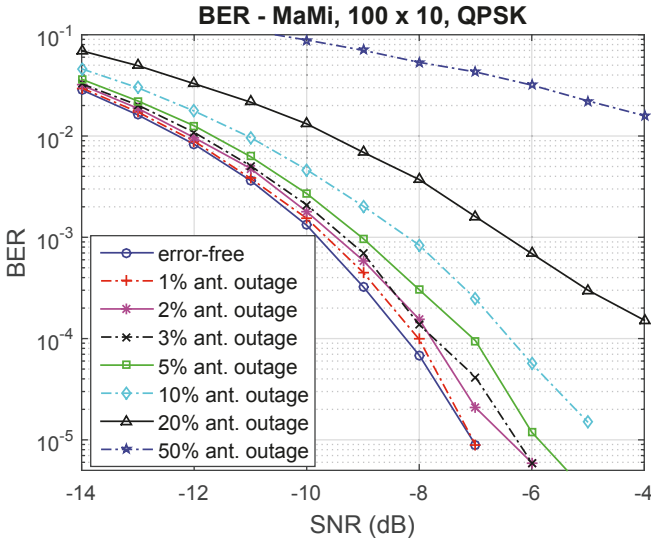 BER - MaMi, 100 x 10, QPSK
10^-1
10^-2
10^-3
10^-4
10^-5
BER
error-free
1% ant. outage
2% ant. outage
3% ant. outage
5% ant. outage
10% ant. outage
20% ant. outage
50% ant. outage
-14 -12 -10 -8 -6 -4
SNR (dB)